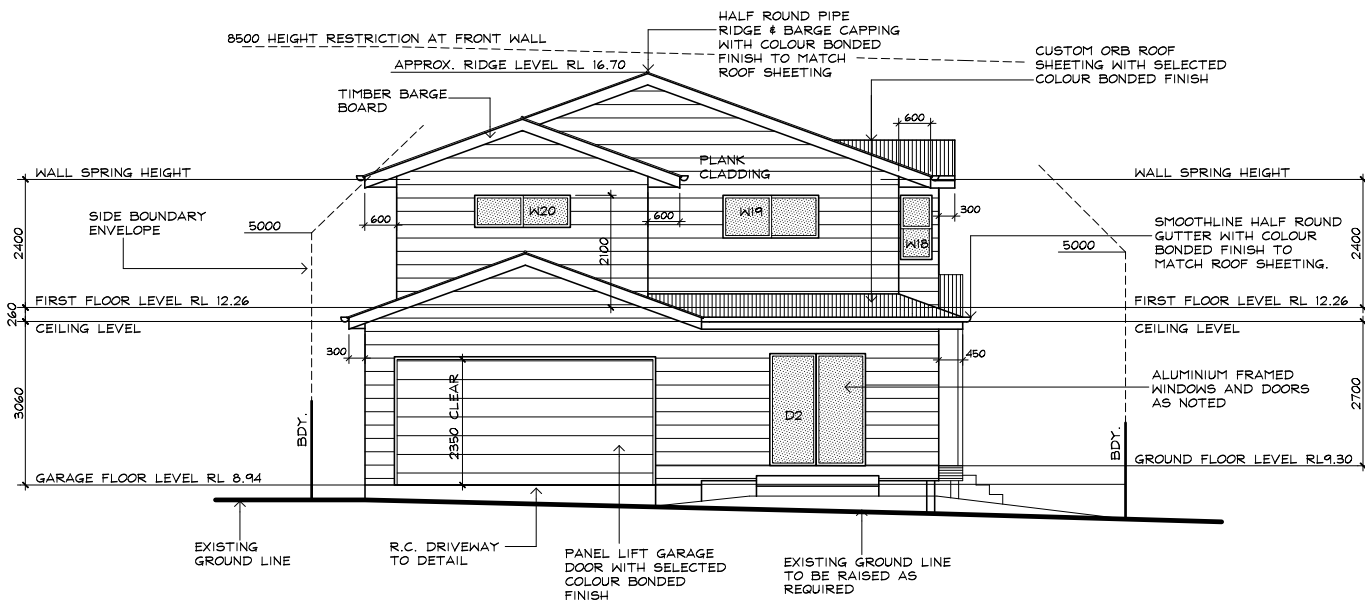 8500 HEIGHT RESTRICTION AT FRONT WALL
HALF ROUND PIPE
RIDGE & BARGE CAPPING
WITH COLOUR BONDED
FINISH TO MATCH
ROOF SHEETING
CUSTOM ORB ROOF
SHEETING WITH SELECTED
COLOUR BONDED FINISH
APPROX. RIDGE LEVEL RL 16.70
TIMBER BARGE
BOARD
600
PLANK
CLADDING
WALL SPRING HEIGHT
WALL SPRING HEIGHT
SIDE BOUNDARY
ENVELOPE
5000
600
W20
600
W19
W18
300
2100
2400
5000
SMOOTHLINE HALF ROUND
GUTTER WITH COLOUR
BONDED FINISH TO
MATCH ROOF SHEETING.
2400
FIRST FLOOR LEVEL RL 12.26
FIRST FLOOR LEVEL RL 12.26
260
CEILING LEVEL
CEILING LEVEL
300
450
3060
2350 CLEAR
D2
ALUMINIUM FRAMED
WINDOWS AND DOORS
AS NOTED
2700
BDY.
BDY.
GARAGE FLOOR LEVEL RL 8.94
GROUND FLOOR LEVEL RL9.30
EXISTING
GROUND LINE
R.C. DRIVEWAY
TO DETAIL
PANEL LIFT GARAGE
DOOR WITH SELECTED
COLOUR BONDED
FINISH
EXISTING GROUND LINE
TO BE RAISED AS
REQUIRED